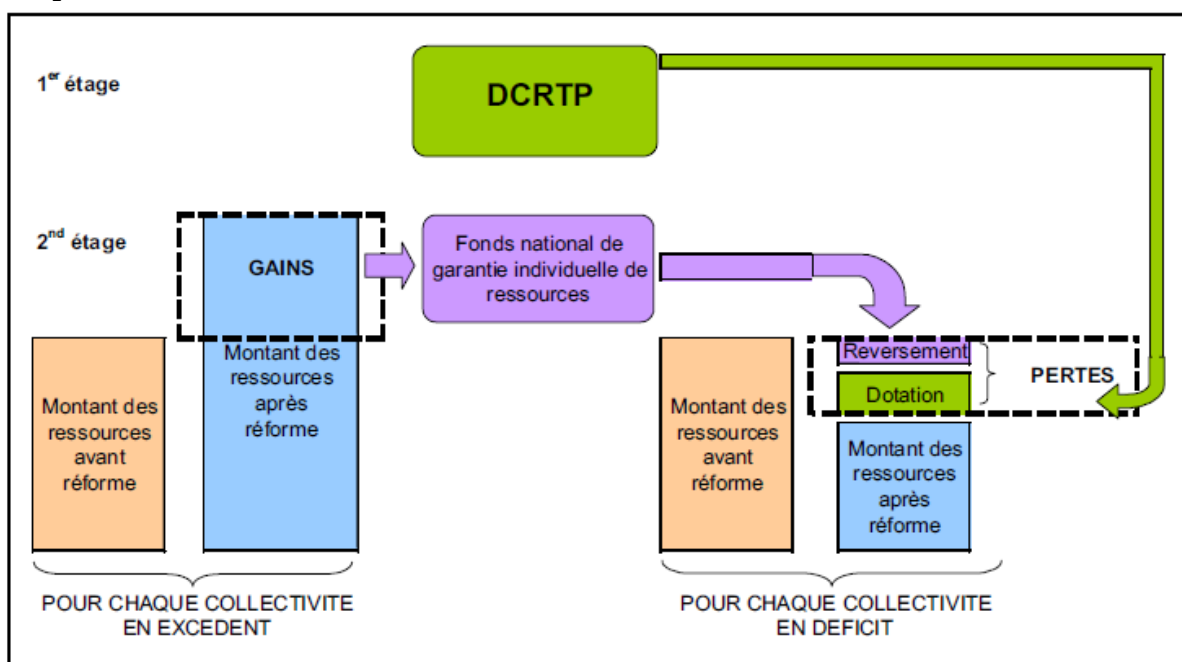 1er étage
DCRTP
2nd étage
GAINS
Fonds national de
garantie individuelle de
ressources
Montant des
ressources
avant
réforme
Montant des
ressources
après
réforme
Montant des
ressources
avant
réforme
Reversement
Dotation
PERTES
Montant des
ressources
après
réforme
POUR CHAQUE COLLECTIVITE
EN EXCEDENT
POUR CHAQUE COLLECTIVITE
EN DEFICIT